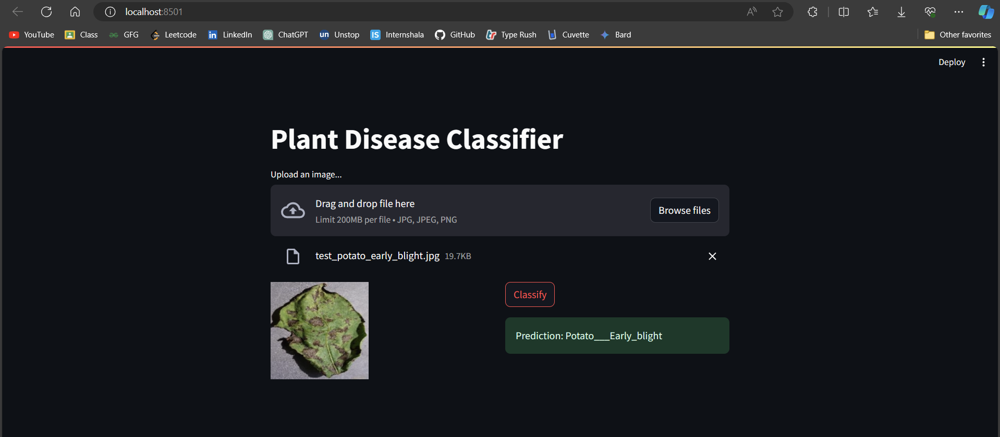 localhost:8501
YouTube Class GFG Leetcode LinkedIn ChatGPT un Unstop IS Internshala GitHub Type Rush Cuvette Bard Other favorites
Deploy
Plant Disease Classifier
Upload an image...
Drag and drop file here
Limit 200MB per file • JPG, JPEG, PNG
Browse files
test_potato_early_blight.jpg 19.7KB
Classify
Prediction: Potato___Early_blight